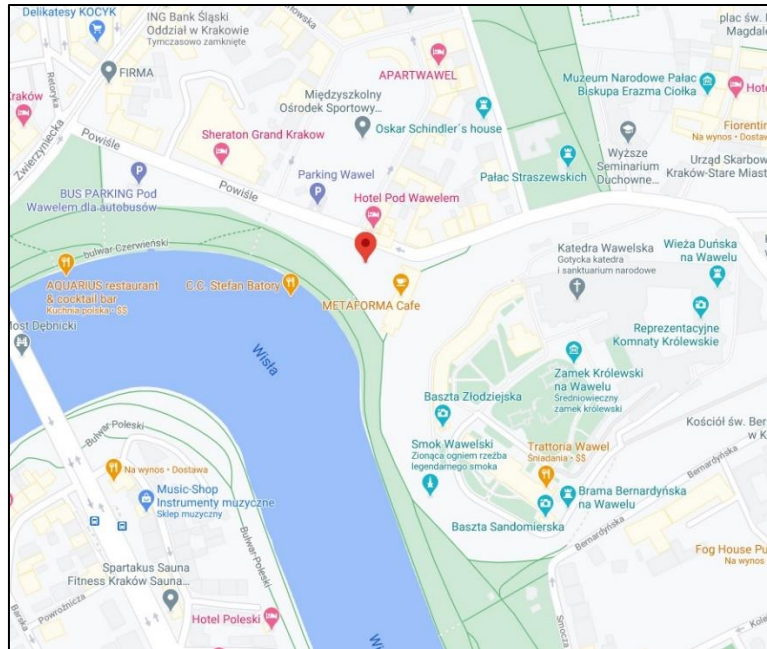 Delikatesy KOCYK
ING Bank Śląski
Oddział w Krakowie
Tymczasowo zamknięte
plac św.
FIRMA
Retoryka
Kraków
Zwierzyniecka
APARTWAWEL
Międzyszkolny
Ośrodek Sportowy...
Oskar Schindler´s house
Sheraton Grand Krakow
Muzeum Narodowe Pałac
Biskupa Erazma Ciołka
Na wynos • Dostawa
Wyższe
Seminarium
Duchowne...
Urząd Skarbow
Kraków-Stare Miast
Pałac Straszewskich
Powiśle
Parking Wawel
Powiśle
BUS PARKING Pod
Wawelem dla autobusów
Hotel Pod Wawelem
bulwar Czerwieński
AQUARIUS restaurant
& cocktail bar
Kuchnia polska • $$
C.C. Stefan Batory
METAFORMA Cafe
Katedra Wawelska
Gotycka katedra
i sanktuarium narodowe
Wieża Duńska
na Wawelu
Reprezentacyjne
Komnaty Królewskie
Most Dębnicki
Wisła
Zamek Królewski
na Wawelu
Średniowieczny
zamek królewski
Baszta Złodziejska
Smok Wawelski
Zionąca ogniem rzeźba
legendarnego smoka
Trattoria Wawel
Śniadania • $$
Kościół św. Ber
w K
Bernardyńska
Bulwar Poleski
Na wynos • Dostawa
Music-Shop
Instrumenty muzyczne
Sklep muzyczny
Brama Bernardyńska
na Wawelu
Baszta Sandomierska
Bernardyńska
Bulwar Poleski
Fog House Pu
Na wynos
Spartakus Sauna
Fitness Kraków Sauna...
Powroźnicza
Barska
Hotel Poleski
Smocza
Kole